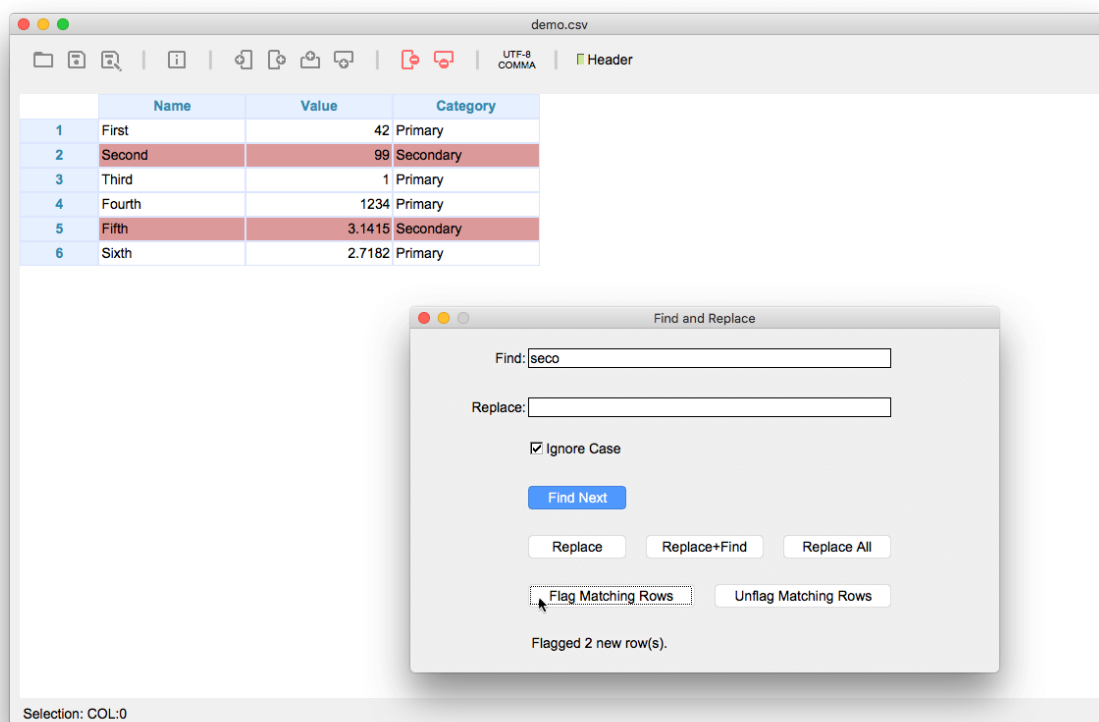 demo.csv
UTF-8
COMMA
Header
Name Value Category
1 First 42 Primary
2 Second 99 Secondary
3 Third 1 Primary
4 Fourth 1234 Primary
5 Fifth 3.1415 Secondary
6 Sixth 2.7182 Primary
Find and Replace
Find: seco
Replace:
Ignore Case
Find Next
Replace Replace+Find Replace All
Flag Matching Rows Unflag Matching Rows
Flagged 2 new row(s).
Selection: COL:0